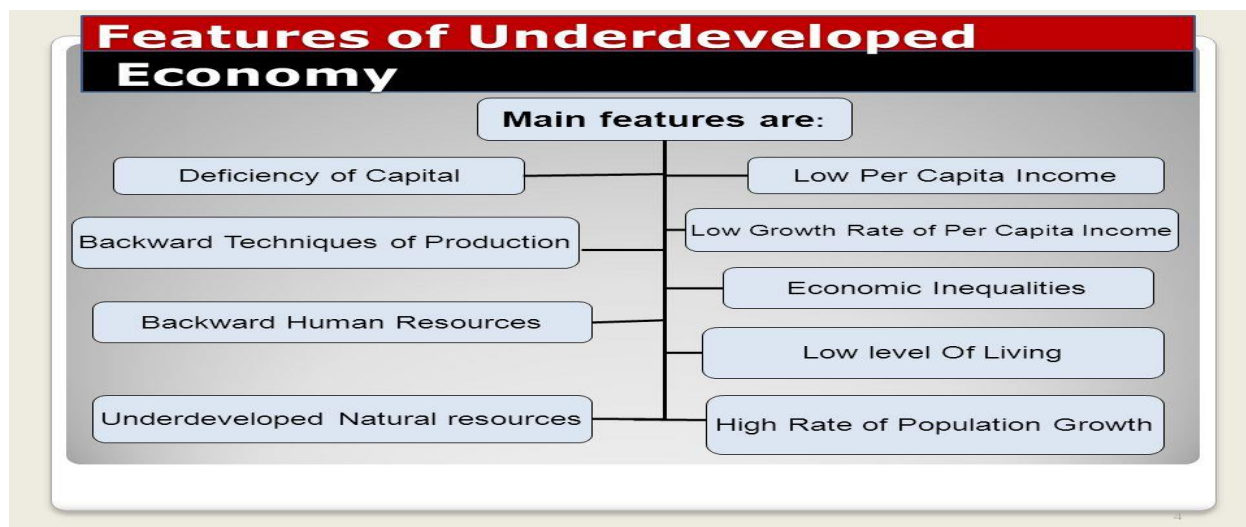 Features of Underdeveloped
Economy
Main features are:
Deficiency of Capital
Low Per Capita Income
Backward Techniques of Production
Low Growth Rate of Per Capita Income
Economic Inequalities
Backward Human Resources
Low level Of Living
Underdeveloped Natural resources
High Rate of Population Growth
4